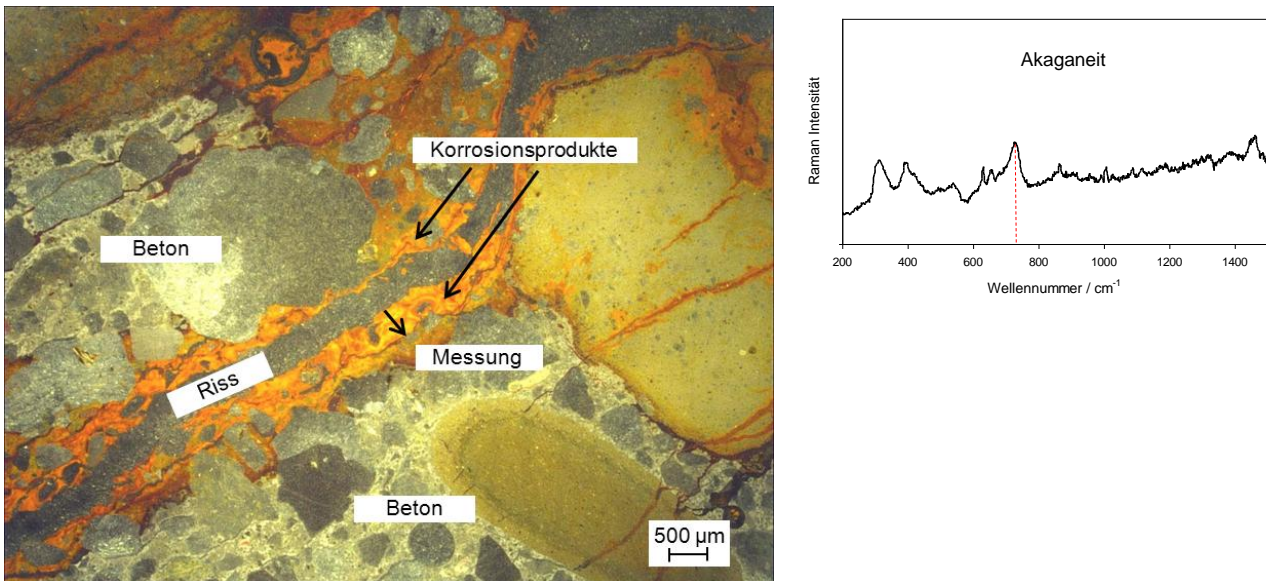 Korrosionsprodukte
Beton
Messung
Riss
Beton
500 µm
Akaganeit
Raman Intensität
200 400 600 800 1000 1200 1400
Wellennummer / cm-1